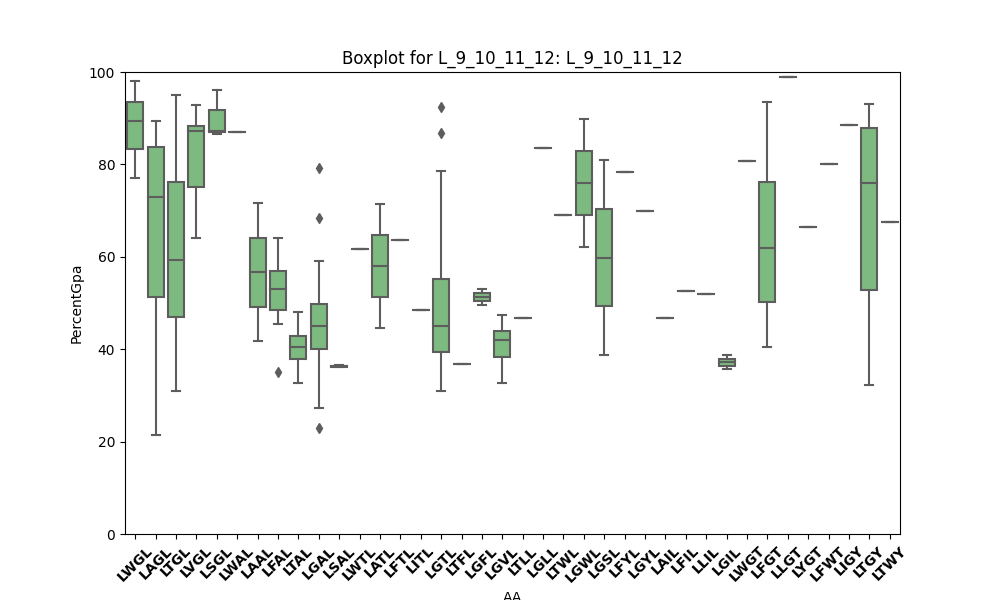 Boxplot for L_9_10_11_12: L_9_10_11_12
100
80
60
40
20
0
PercentGpa
LWGL LAGL LTGL LVGL LSGL LWAL LAAL LFAL LTAL LGAL LSAL LWTL LATL LFTL LITL LGTL LTFL LGFL LGVL LTLL LGLL LTWL LGWL LGSL LFYL LGYL LAIL LFIL LLIL LGIL LWGT LFGT LLGT LYGT LFWT LIGY LTGY LTWY
AA